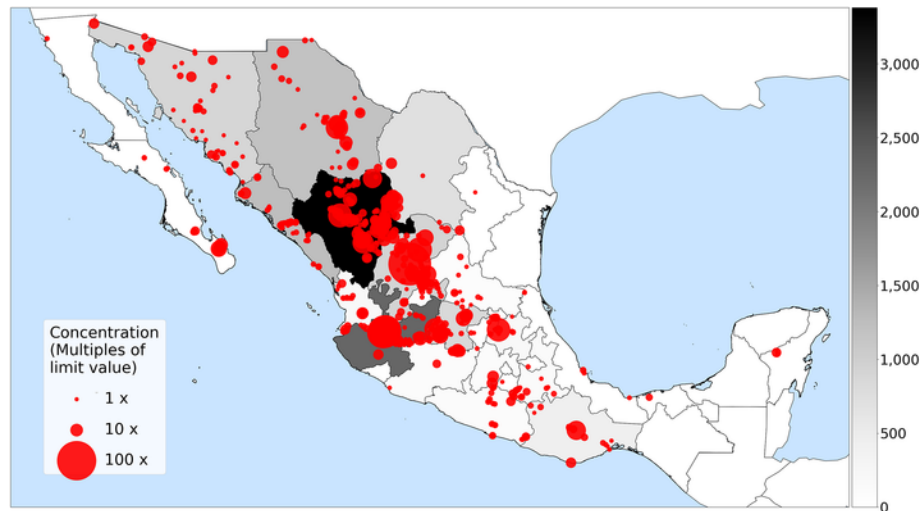 3,000
2,500
2,000
1,500
1,000
500
0
Concentration
(Multiples of
limit value)
1 x
10 x
100 x